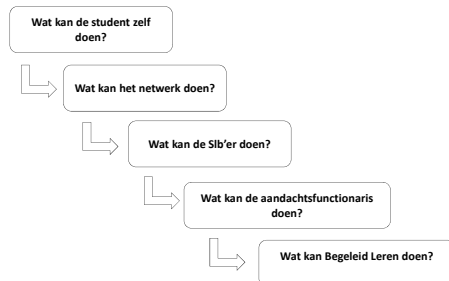 Wat kan de student zelf
doen?
Wat kan het netwerk doen?
Wat kan de Slb'er doen?
Wat kan de aandachtsfunctionaris
doen?
Wat kan Begeleid Leren doen?